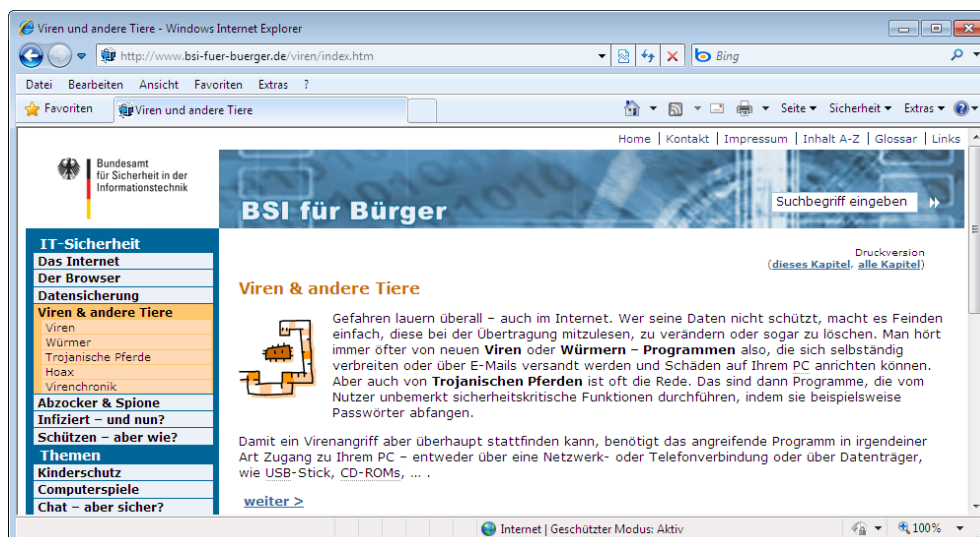 Viren und andere Tiere - Windows Internet Explorer
http://www.bsi-fuer-buerger.de/viren/index.htm
Bing
Datei Bearbeiten Ansicht Favoriten Extras ?
Favoriten
Viren und andere Tiere
Seite
Sicherheit
Extras
Home | Kontakt | Impressum | Inhalt A-Z | Glossar | Links
Bundesamt
für Sicherheit in der
Informationstechnik
BSI für Bürger
Suchbegriff eingeben
IT-Sicherheit
Das Internet
Der Browser
Datensicherung
Viren & andere Tiere
Viren
Würmer
Trojanische Pferde
Hoax
Virenchronik
Abzocker & Spione
Infiziert – und nun?
Schützen – aber wie?
Themen
Kinderschutz
Computerspiele
Chat – aber sicher?
Druckversion
(dieses Kapitel, alle Kapitel)
Viren & andere Tiere
Gefahren lauern überall – auch im Internet. Wer seine Daten nicht schützt, macht es Feinden
einfach, diese bei der Übertragung mitzulesen, zu verändern oder sogar zu löschen. Man hört
immer öfter von neuen Viren oder Würmern – Programmen also, die sich selbständig
verbreiten oder über E-Mails versandt werden und Schäden auf Ihrem PC anrichten können.
Aber auch von Trojanischen Pferden ist oft die Rede. Das sind dann Programme, die vom
Nutzer unbemerkt sicherheitskritische Funktionen durchführen, indem sie beispielsweise
Passwörter abfangen.
Damit ein Virenangriff aber überhaupt stattfinden kann, benötigt das angreifende Programm in irgendeiner
Art Zugang zu Ihrem PC – entweder über eine Netzwerk- oder Telefonverbindung oder über Datenträger,
wie USB-Stick, CD-ROMs, ... .
weiter >
Internet | Geschützter Modus: Aktiv
100%